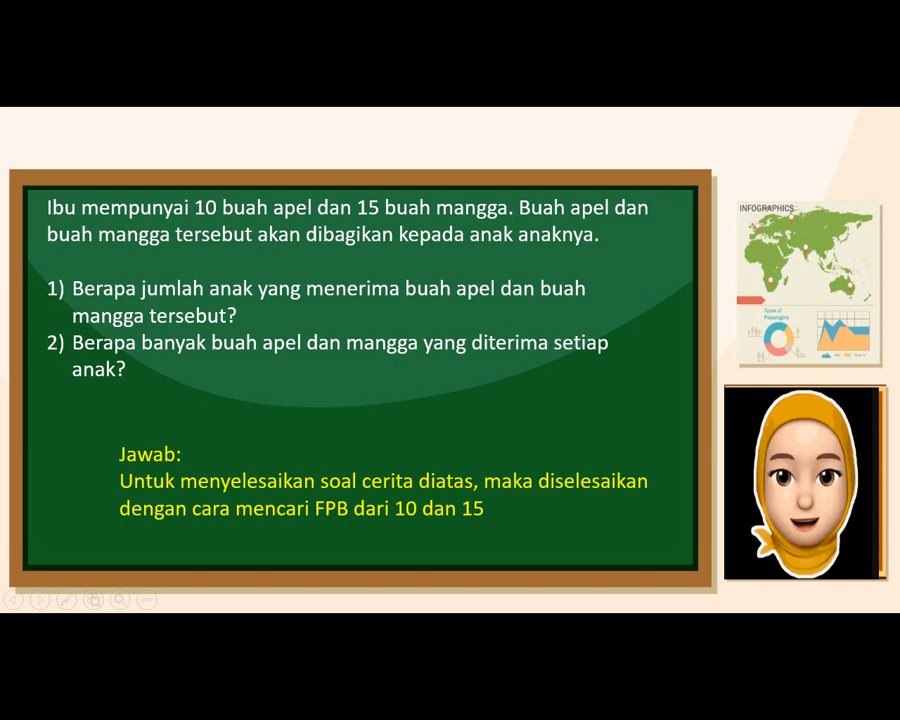 Ibu mempunyai 10 buah apel dan 15 buah mangga. Buah apel dan
buah mangga tersebut akan dibagikan kepada anak anaknya.
1) Berapa jumlah anak yang menerima buah apel dan buah
mangga tersebut?
2) Berapa banyak buah apel dan mangga yang diterima setiap
anak?
Jawab:
Untuk menyelesaikan soal cerita diatas, maka diselesaikan
dengan cara mencari FPB dari 10 dan 15
INFOGRAPHICS
Types of
Passengers